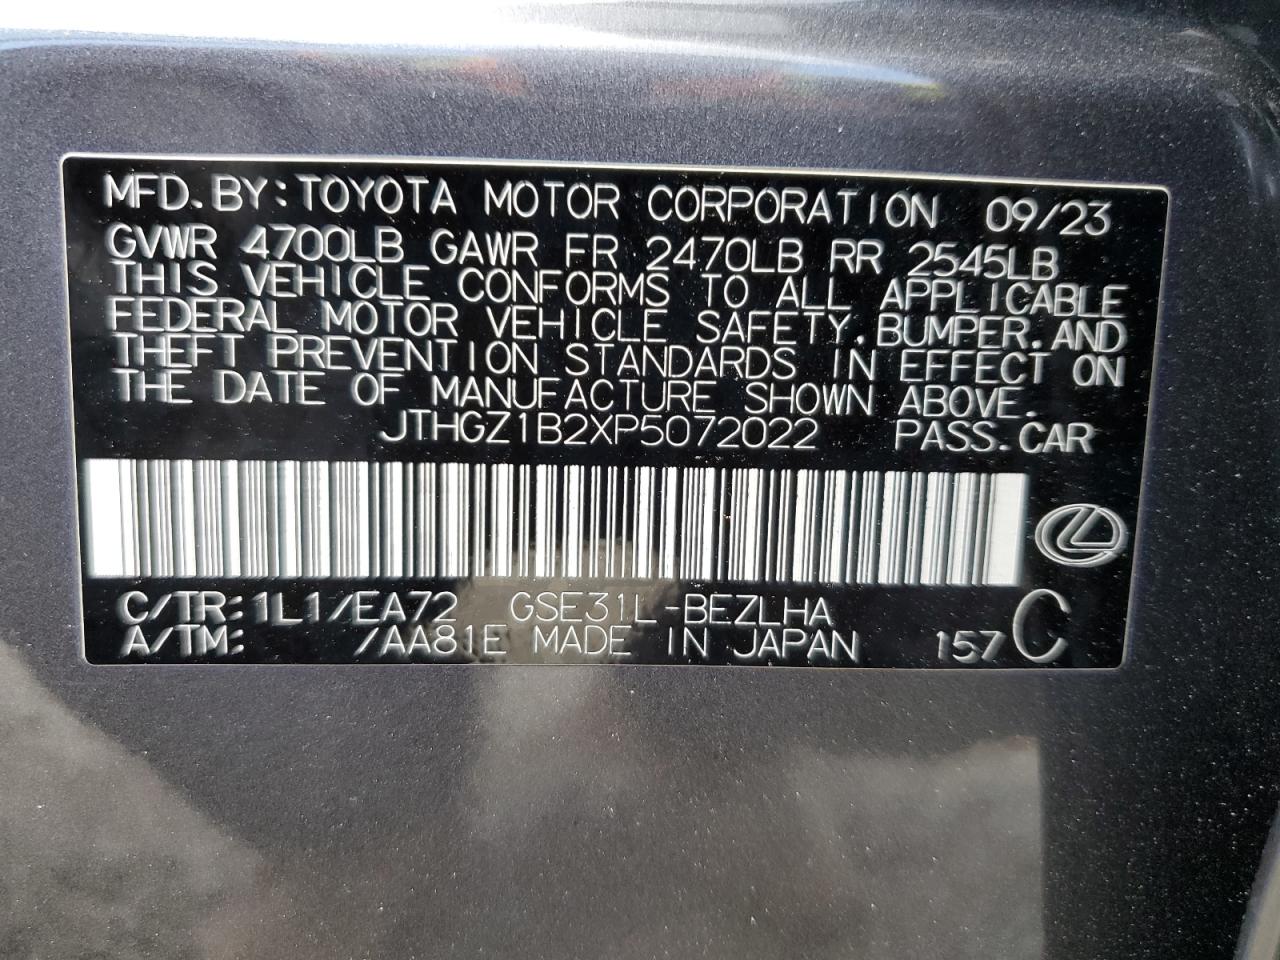 MFD. BY: TOYOTA MOTOR CORPORATION 09/23
GVWR 4700LB GAWR FR 2470LB RR 2545LB
THIS VEHICLE CONFORMS TO ALL APPLICABLE
FEDERAL MOTOR VEHICLE SAFETY, BUMPER, AND
THEFT PREVENTION STANDARDS IN EFFECT ON
THE DATE OF MANUFACTURE SHOWN ABOVE.
JTHGZ1B2XP5072022 PASS. CAR
C/TR: 1L1/EA72 GSE31L-BEZLHA
A/TM: /AA81E MADE IN JAPAN 157 C